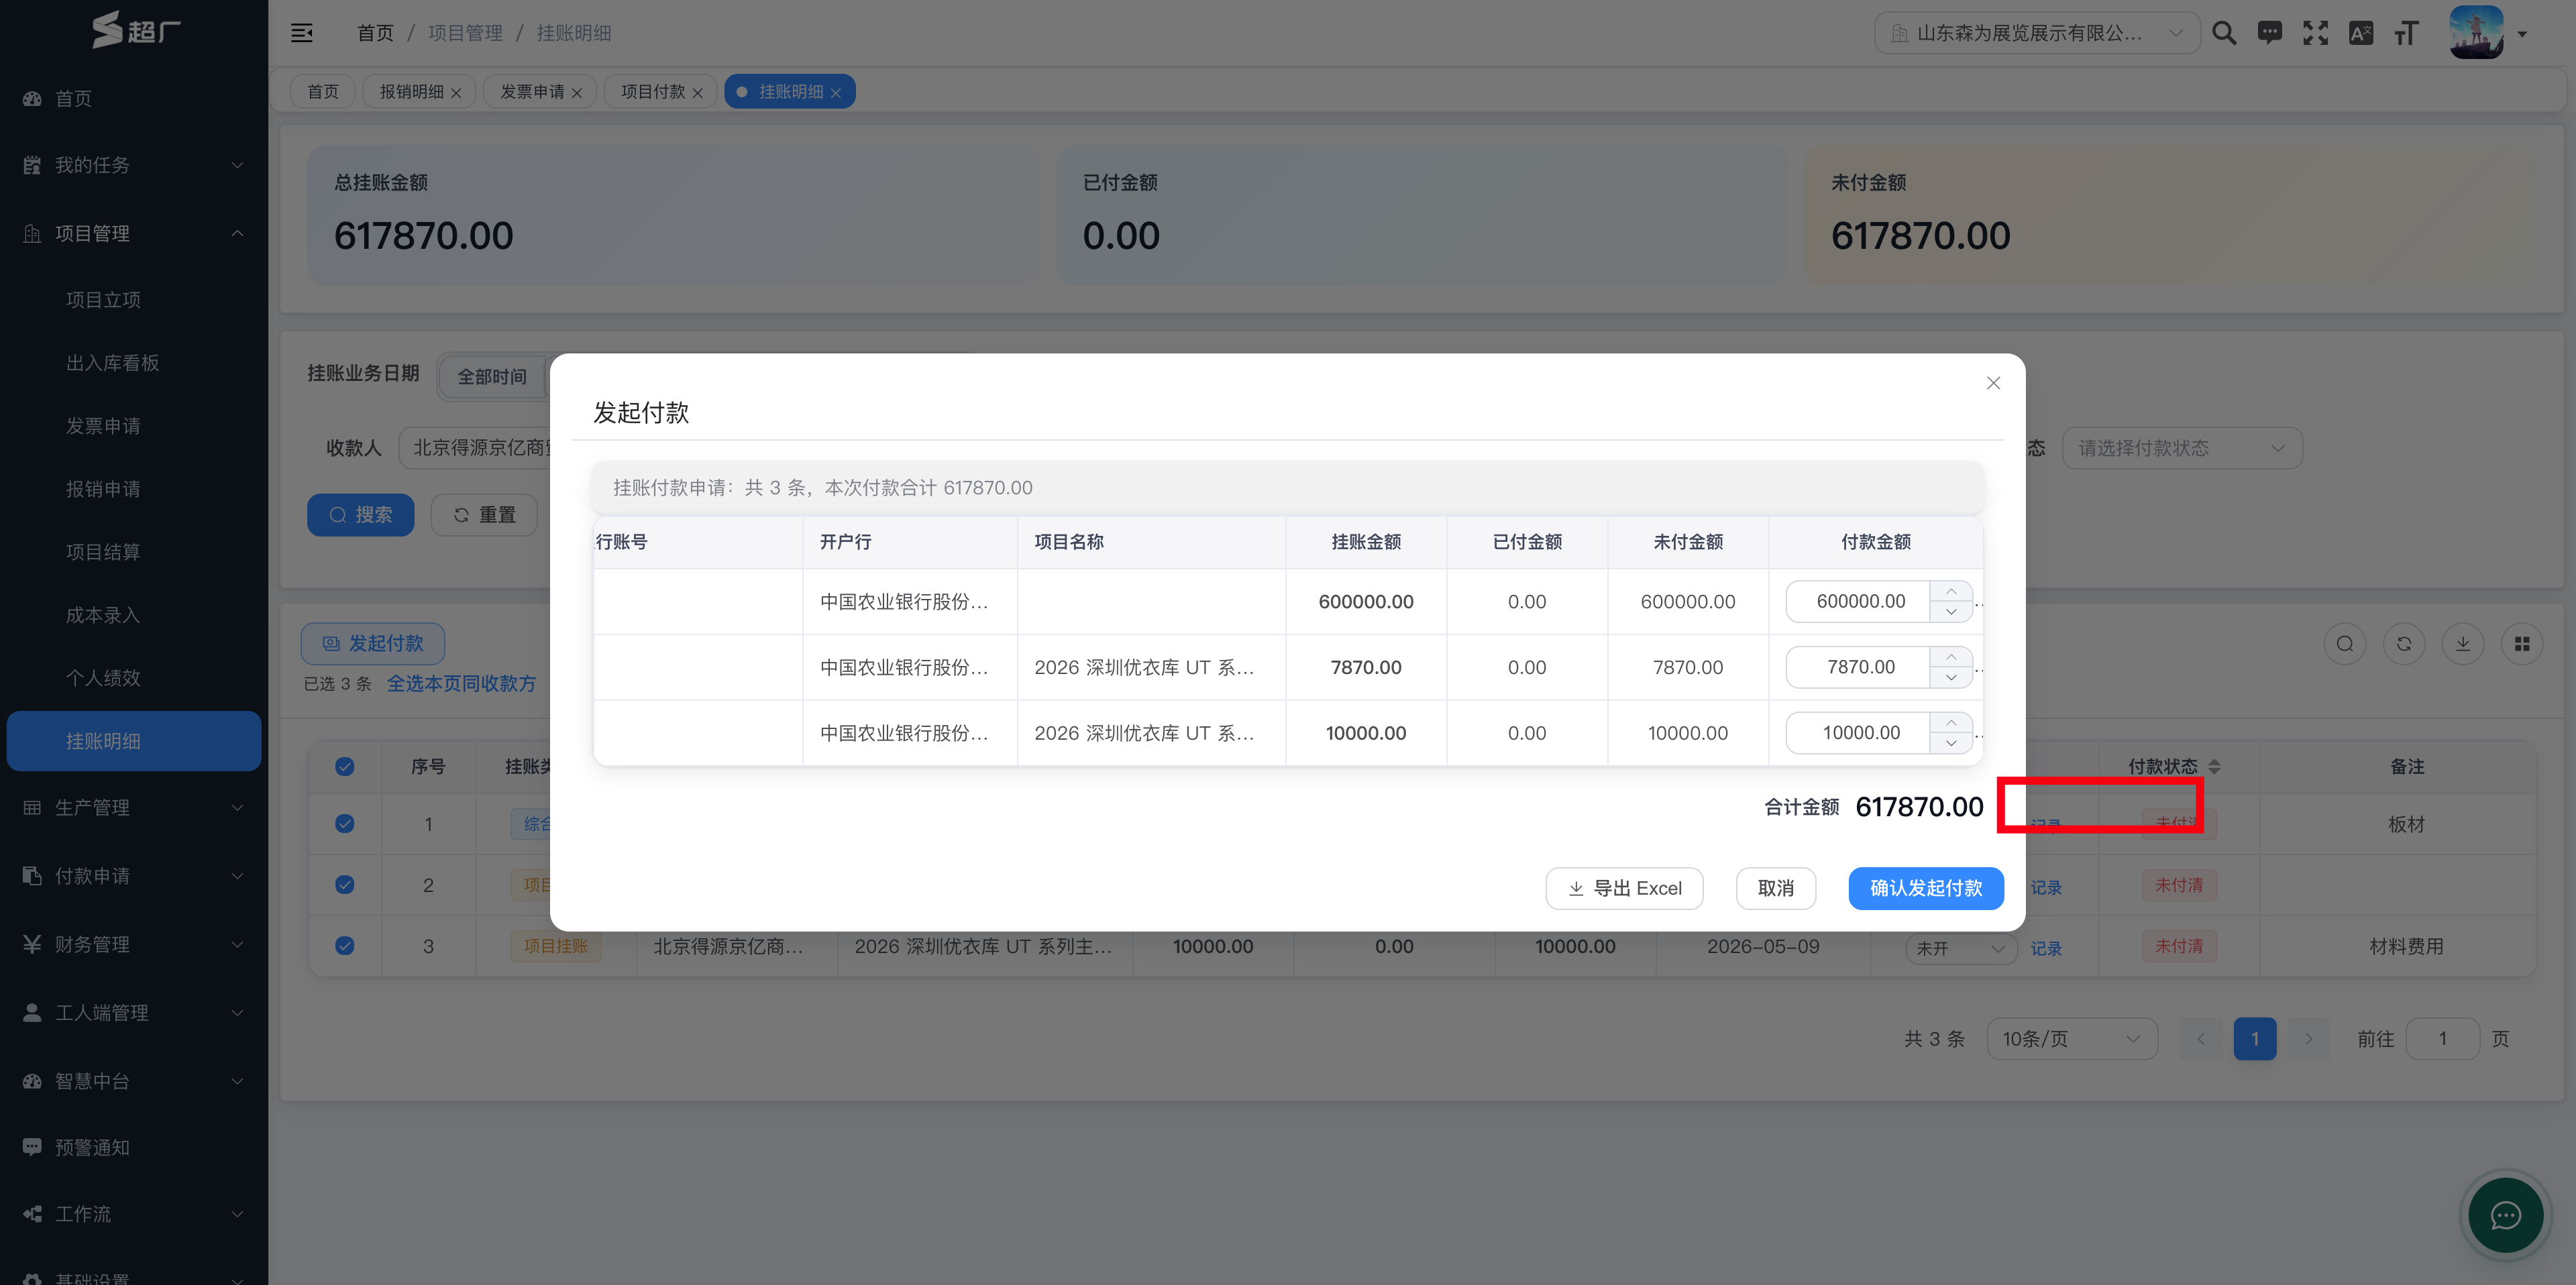 超厂
首页 / 项目管理 / 挂账明细
山东森为展览展示有限公...
首页
报销明细
发票申请
项目付款
挂账明细
首页
我的任务
项目管理
项目立项
出入库看板
发票申请
报销申请
项目结算
成本录入
个人绩效
挂账明细
生产管理
付款申请
财务管理
工人端管理
智慧中台
预警通知
工作流
基础设置
总挂账金额
617870.00
已付金额
0.00
未付金额
617870.00
挂账业务日期
全部时间
收款人
北京得源京亿商
态
请选择付款状态
搜索
重置
发起付款
已选 3 条 全选本页同收款方
发起付款
挂账付款申请：共 3 条，本次付款合计 617870.00
行账号 开户行 项目名称 挂账金额 已付金额 未付金额 付款金额
中国农业银行股份... 600000.00 0.00 600000.00 600000.00
中国农业银行股份... 2026 深圳优衣库 UT 系... 7870.00 0.00 7870.00 7870.00
中国农业银行股份... 2026 深圳优衣库 UT 系... 10000.00 0.00 10000.00 10000.00
合计金额 617870.00
导出 Excel
取消
确认发起付款
序号 挂账类 付款状态 备注
1 综合 记录 未付清 板材
2 项目 记录 未付清
3 项目挂账 北京得源京亿商... 2026 深圳优衣库 UT 系列主... 10000.00 0.00 10000.00 2026-05-09 未开 记录 未付清 材料费用
共 3 条 10条/页 1 前往 1 页